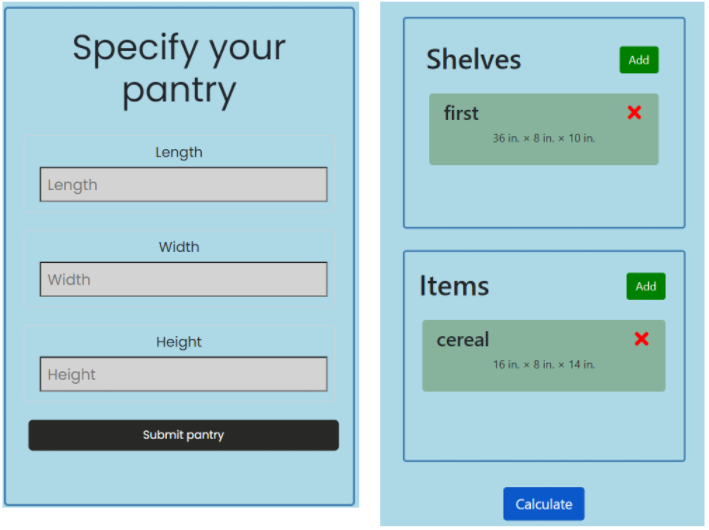 Specify your
pantry
Length
Length
Width
Width
Height
Height
Submit pantry
Shelves
Add
first
36 in. × 8 in. × 10 in.
Items
Add
cereal
16 in. × 8 in. × 14 in.
Calculate